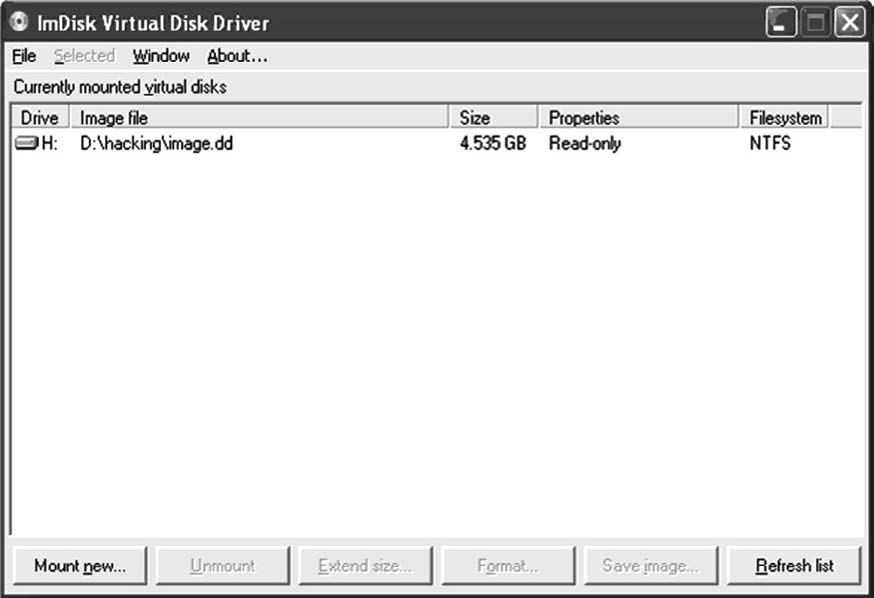 ImDisk Virtual Disk Driver
File Selected Window About...
Currently mounted virtual disks
Drive Image file Size Properties Filesystem
H: D:\hacking\image.dd 4.535 GB Read-only NTFS
Mount new... Unmount Extend size... Format... Save image... Refresh list